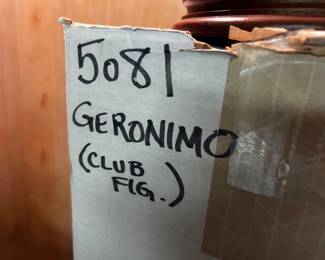 5081
GERONIMO
(CLUB
FIG.)